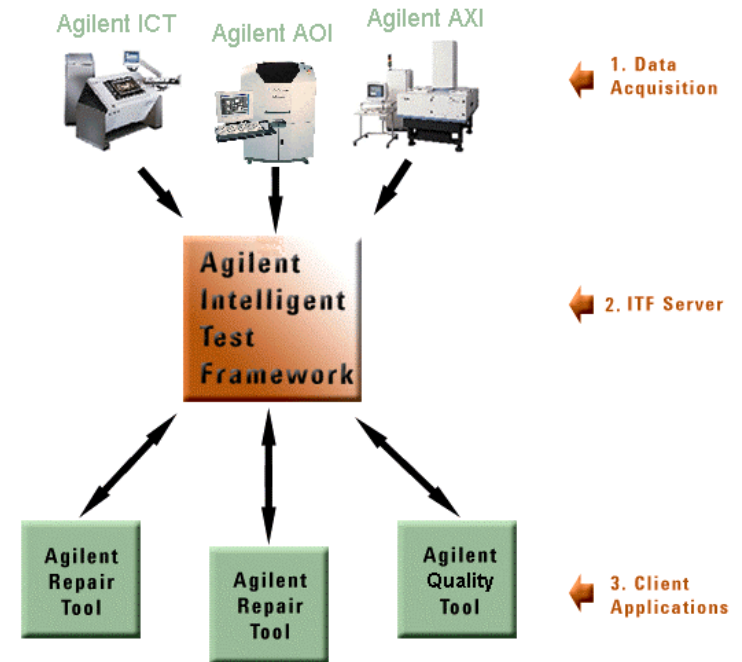 Agilent ICT
Agilent AOI
Agilent AXI
1. Data
Acquisition
Agilent
Intelligent
Test
Framework
2. ITF Server
Agilent
Repair
Tool
Agilent
Repair
Tool
Agilent
Quality
Tool
3. Client
Applications